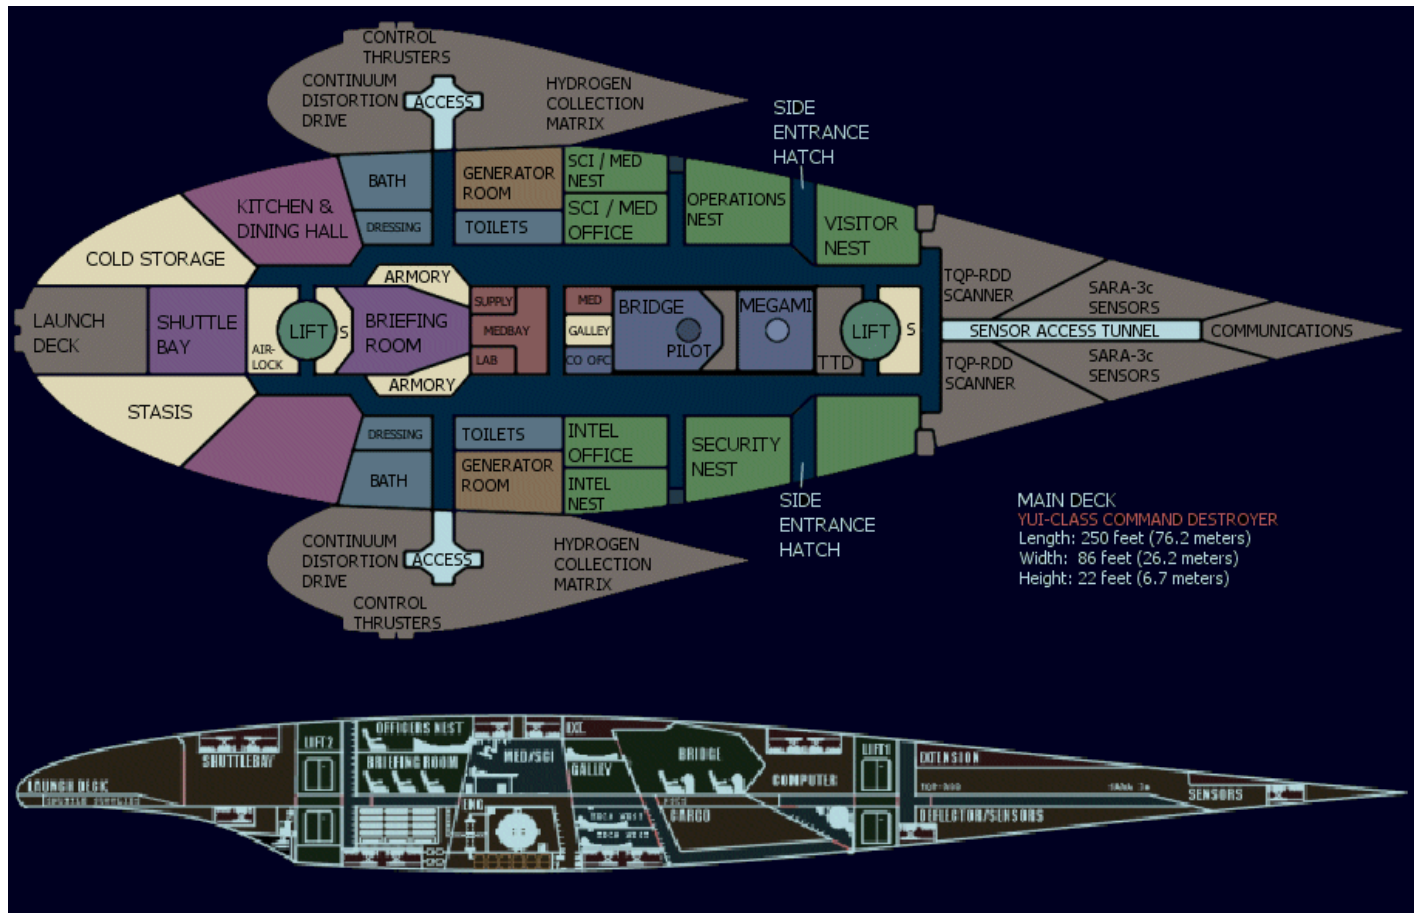 CONTROL
THRUSTERS
CONTINUUM
DISTORTION
DRIVE
ACCESS
HYDROGEN
COLLECTION
MATRIX
SIDE
ENTRANCE
HATCH
BATH
GENERATOR
ROOM
SCI / MED
NEST
OPERATIONS
NEST
KITCHEN &
DINING HALL
DRESSING
TOILETS
SCI / MED
OFFICE
VISITOR
NEST
COLD STORAGE
ARMORY
TQP-RDD
SCANNER
SARA-3c
SENSORS
LAUNCH
DECK
SHUTTLE
BAY
AIR-
LOCK
LIFT
S
BRIEFING
ROOM
SUPPLY
MEDBAY
LAB
MED
GALLEY
CO OFC
BRIDGE
PILOT
MEGAMI
TTD
LIFT
S
SENSOR ACCESS TUNNEL
COMMUNICATIONS
TQP-RDD
SCANNER
SARA-3c
SENSORS
ARMORY
STASIS
DRESSING
TOILETS
INTEL
OFFICE
SECURITY
NEST
BATH
GENERATOR
ROOM
INTEL
NEST
SIDE
ENTRANCE
HATCH
CONTINUUM
DISTORTION
DRIVE
ACCESS
HYDROGEN
COLLECTION
MATRIX
CONTROL
THRUSTERS
MAIN DECK
YUI-CLASS COMMAND DESTROYER
Length: 250 feet (76.2 meters)
Width: 86 feet (26.2 meters)
Height: 22 feet (6.7 meters)
OFFICERS NEST
LIFT2
SHUTTLEBAY
BRIEFING ROOM
MED/SCI
GALLEY
BRIDGE
COMPUTER
LIFT1
EXTENSION
LAUNCH DECK
SENSORS
CARGO
DEFLECTOR/SENSORS